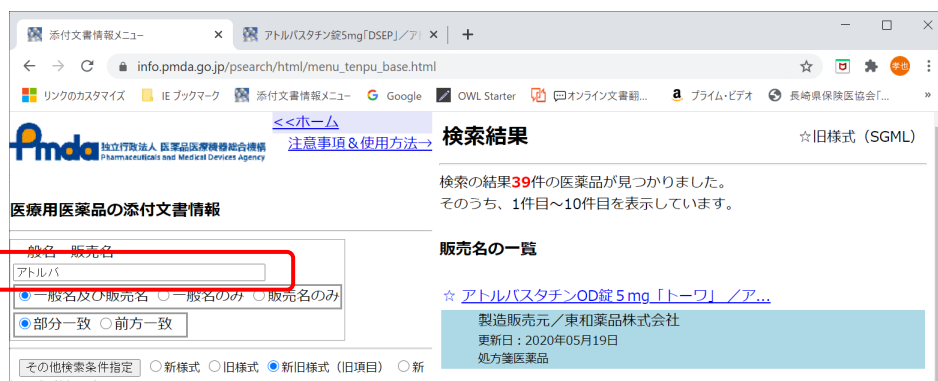 添付文書情報メニュー
アトルバスタチン錠5mg「DSEP」／ア
info.pmda.go.jp/psearch/html/menu_tenpu_base.html
孝也
リンクのカスタマイズ
IE ブックマーク
添付文書情報メニュー
Google
OWL Starter
オンライン文書翻...
プライム・ビデオ
長崎県保険医協会「...
»
Pmda
独立行政法人 医薬品医療機器総合機構
Pharmaceuticals and Medical Devices Agency
<<ホーム
注意事項＆使用方法→
医療用医薬品の添付文書情報
一般名・販売名
アトルバ
一般名及び販売名 一般名のみ 販売名のみ
部分一致 前方一致
その他検索条件指定 新様式 旧様式 新旧様式（旧項目） 新
検索結果
☆旧様式（SGML）
検索の結果39件の医薬品が見つかりました。
そのうち、1件目～10件目を表示しています。
販売名の一覧
☆ アトルバスタチンOD錠５mg「トーワ」 ／ア...
製造販売元／東和薬品株式会社
更新日：2020年05月19日
処方箋医薬品